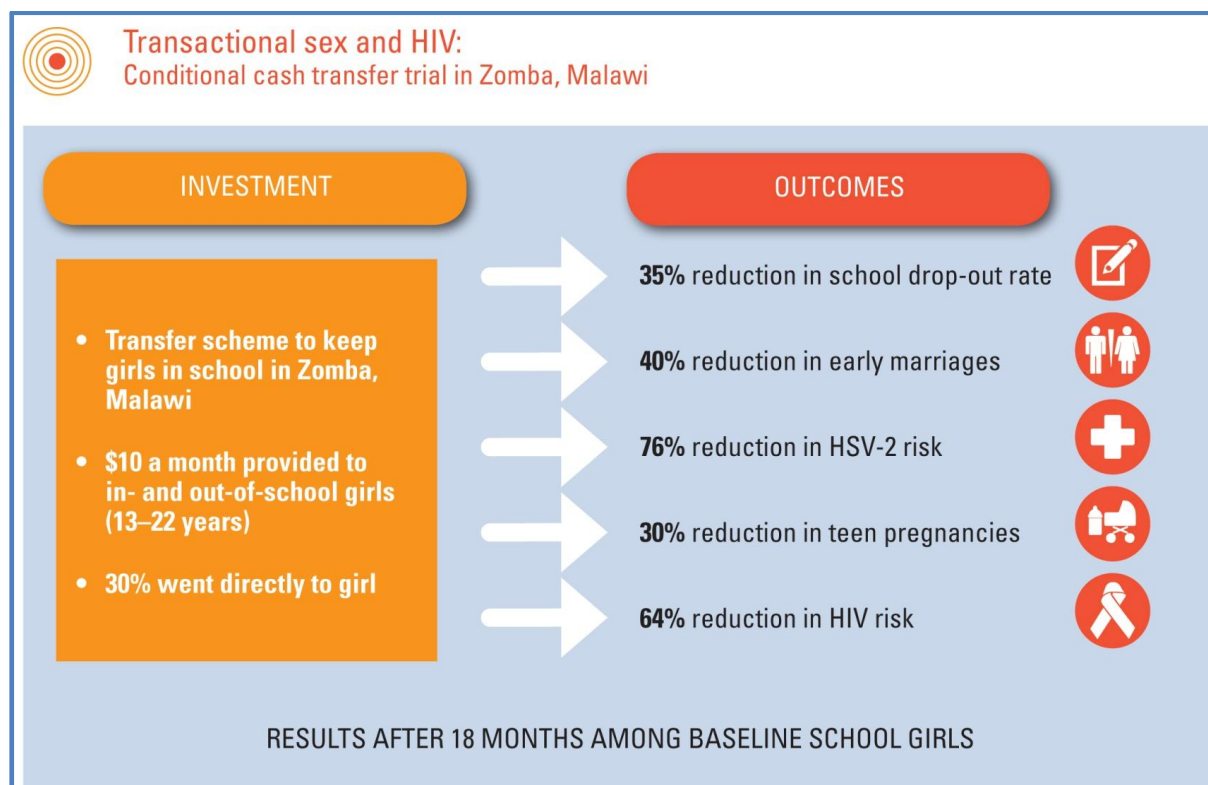 Transactional sex and HIV:
Conditional cash transfer trial in Zomba, Malawi
INVESTMENT
• Transfer scheme to keep
girls in school in Zomba,
Malawi
• $10 a month provided to
in- and out-of-school girls
(13–22 years)
• 30% went directly to girl
OUTCOMES
35% reduction in school drop-out rate
40% reduction in early marriages
76% reduction in HSV-2 risk
30% reduction in teen pregnancies
64% reduction in HIV risk
RESULTS AFTER 18 MONTHS AMONG BASELINE SCHOOL GIRLS